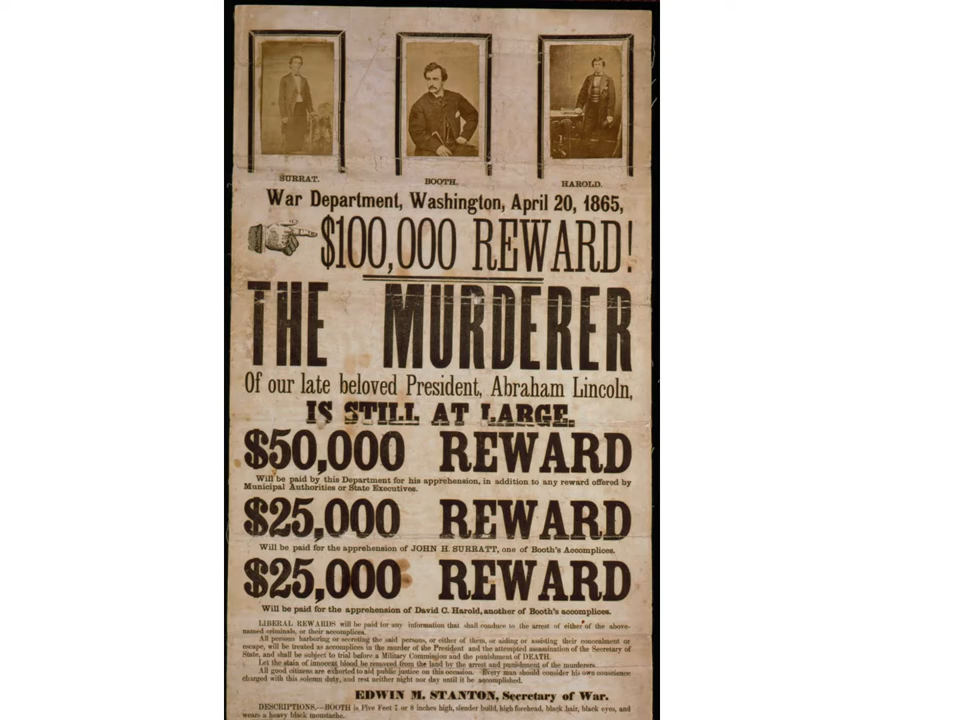 SURRAT.
BOOTH.
HAROLD.
War Department, Washington, April 20, 1865,
$100,000 REWARD!
THE MURDERER
Of our late beloved President, Abraham Lincoln,
IS STILL AT LARGE.
$50,000 REWARD
Will be paid by this Department for his apprehension, in addition to any reward offered by
Municipal Authorities or State Executives.
$25,000 REWARD
Will be paid for the apprehension of JOHN H. SURRATT, one of Booth's Accomplices.
$25,000 REWARD
Will be paid for the apprehension of David C. Harold, another of Booth's accomplices.
LIBERAL REWARDS will be paid for any information that shall conduce to the arrest of either of the above-
named criminals, or their accomplices.
All persons harboring or secreting the said persons, or either of them, or aiding or assisting their concealment or
escape, will be treated as accomplices in the murder of the President and the attempted assassination of the Secretary of
State, and shall be subject to trial before a Military Commission and the punishment of DEATH.
Let the stain of innocent blood be removed from the land by the arrest and punishment of the murderers.
All good citizens are exhorted to aid public justice on this occasion. Every man should consider his own conscience
charged with this solemn duty, and rest neither night nor day until it be accomplished.
EDWIN M. STANTON, Secretary of War.
DESCRIPTIONS.—BOOTH is Five Feet 7 or 8 inches high, slender build, high forehead, black hair, black eyes, and
wears a heavy black moustache.